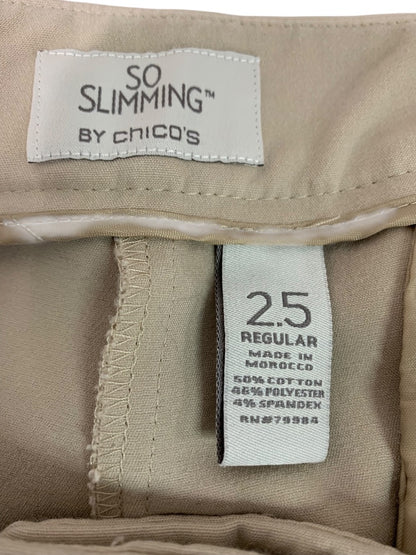 SO
SLIMMING™
BY CHICO'S
2.5
REGULAR
MADE IN
MOROCCO
50% COTTON
46% POLYESTER
4% SPANDEX
RN#79984